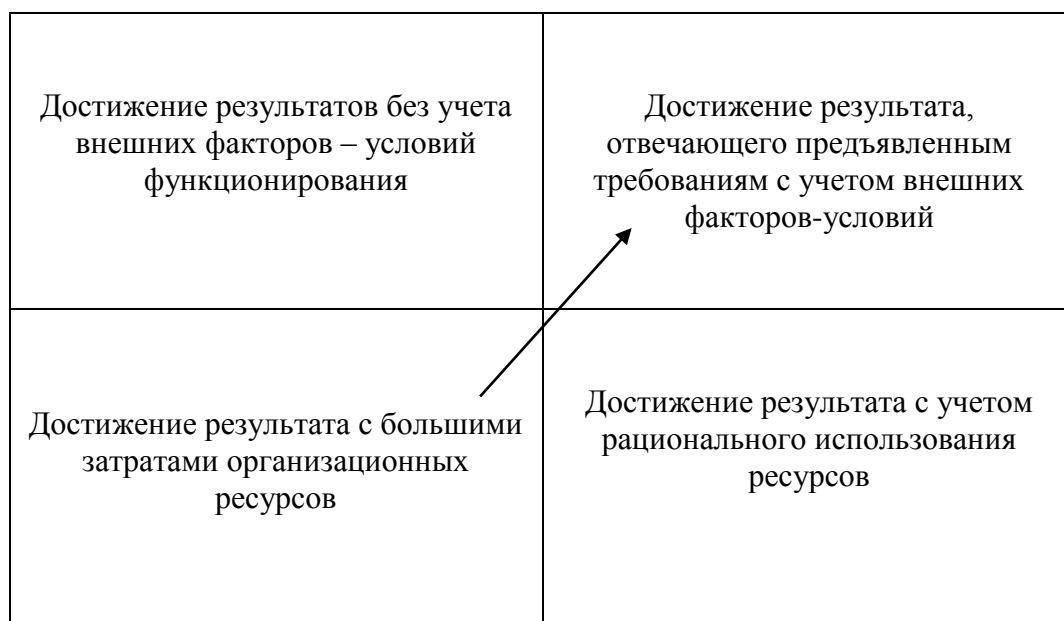 Достижение результатов без учета
внешних факторов – условий
функционирования
Достижение результата,
отвечающего предъявленным
требованиям с учетом внешних
факторов-условий
Достижение результата с большими
затратами организационных
ресурсов
Достижение результата с учетом
рационального использования
ресурсов